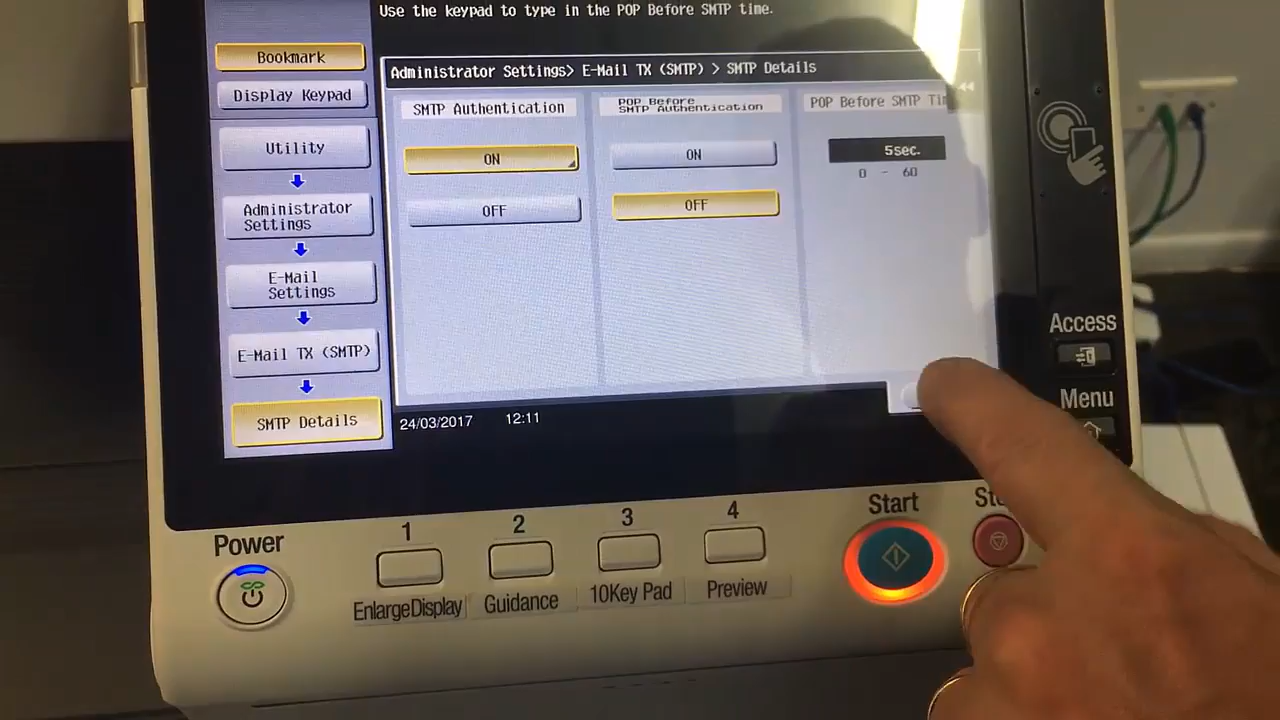 Use the keypad to type in the POP Before SMTP time.
Bookmark
Display Keypad
Utility
Administrator
Settings
E-Mail
Settings
E-Mail TX (SMTP)
SMTP Details
Administrator Settings> E-Mail TX (SMTP) > SMTP Details
SMTP Authentication
ON
OFF
POP Before
SMTP Authentication
ON
OFF
POP Before SMTP
5sec.
0 - 60
24/03/2017 12:11
Access
Menu
Power
1
EnlargeDisplay
2
Guidance
3
10Key Pad
4
Preview
Start